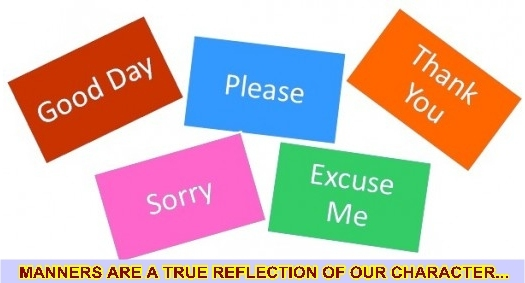 Good Day
Please
Thank
You
Sorry
Excuse
Me
MANNERS ARE A TRUE REFLECTION OF OUR CHARACTER...